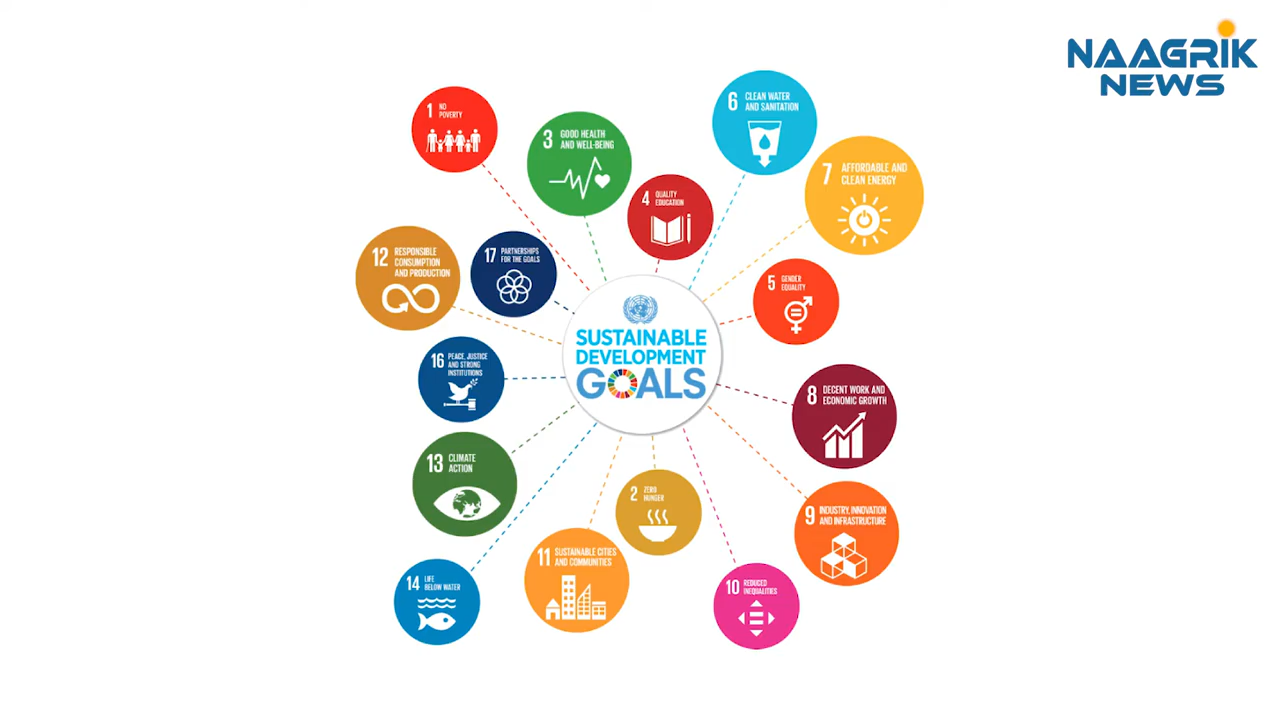 NAAGRIK
NEWS
1 NO
POVERTY
3 GOOD HEALTH
AND WELL-BEING
6 CLEAN WATER
AND SANITATION
7 AFFORDABLE AND
CLEAN ENERGY
4 QUALITY
EDUCATION
12 RESPONSIBLE
CONSUMPTION
AND PRODUCTION
17 PARTNERSHIPS
FOR THE GOALS
5 GENDER
EQUALITY
SUSTAINABLE
DEVELOPMENT
GOALS
16 PEACE, JUSTICE
AND STRONG
INSTITUTIONS
8 DECENT WORK AND
ECONOMIC GROWTH
13 CLIMATE
ACTION
2 ZERO
HUNGER
9 INDUSTRY, INNOVATION
AND INFRASTRUCTURE
11 SUSTAINABLE CITIES
AND COMMUNITIES
14 LIFE
BELOW WATER
10 REDUCED
INEQUALITIES